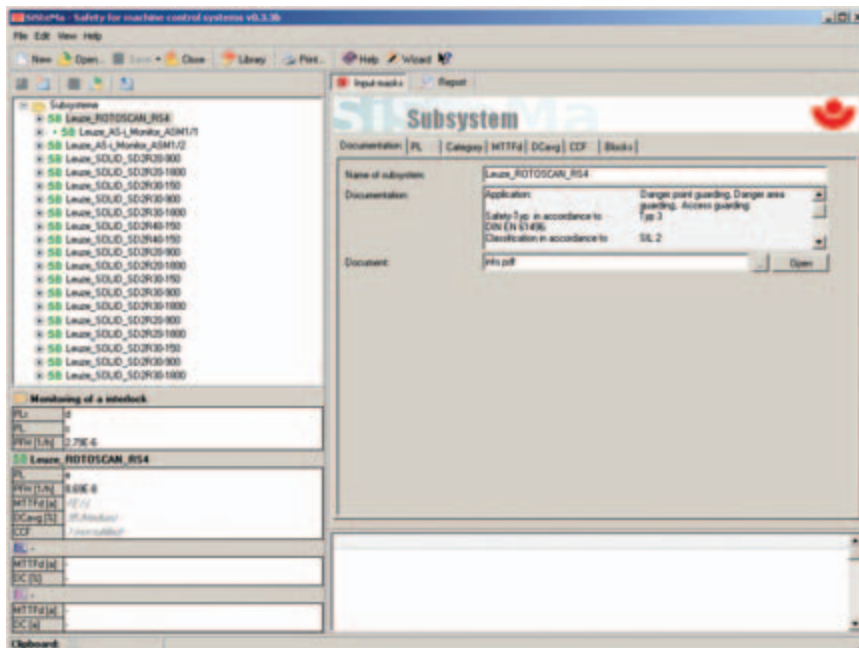 SiSteMa - Safety for machine control systems v0.3.3b
File Edit View Help
New Open... Save Close Library Print... Help Wizard
Input masks Report
Subsysteme
SB Leuze_ROTOSCAN_RS4
SB Leuze_AS-i_Monitor_ASM1/1
SB Leuze_AS-i_Monitor_ASM1/2
SB Leuze_SOLID_SD2R20-900
SB Leuze_SOLID_SD2R20-1800
SB Leuze_SOLID_SD2R30-150
SB Leuze_SOLID_SD2R30-900
SB Leuze_SOLID_SD2R30-1800
SB Leuze_SOLID_SD2R40-150
SB Leuze_SOLID_SD2R40-150
SB Leuze_SOLID_SD2R20-900
SB Leuze_SOLID_SD2R20-1800
SB Leuze_SOLID_SD2R30-150
SB Leuze_SOLID_SD2R30-900
SB Leuze_SOLID_SD2R30-1800
SB Leuze_SOLID_SD2R20-900
SB Leuze_SOLID_SD2R20-1800
SB Leuze_SOLID_SD2R30-150
SB Leuze_SOLID_SD2R30-900
SB Leuze_SOLID_SD2R30-1800
Monitoring of a interlock
PLr d
PL
PFH [1/h] 2.79E-6
SB Leuze_ROTOSCAN_RS4
PL
PFH [1/h]
MTTFd [a]
DCavg [%]
CCF
BL -
MTTFd [a] -
DC [%] -
EL -
MTTFd [a] -
DC [a] -
Clipboard:
SiSteMa
Subsystem
Documentation PL Category MTTFd DCavg CCF Blocks
Name of subsystem: Leuze_ROTOSCAN_RS4
Documentation: Application: Danger point guarding, Danger area guarding, Access guarding
Safety-Typ in accordance to DIN EN 61496 Typ 3
Classification in accordance to SIL 2
Document: info.pdf ... Open